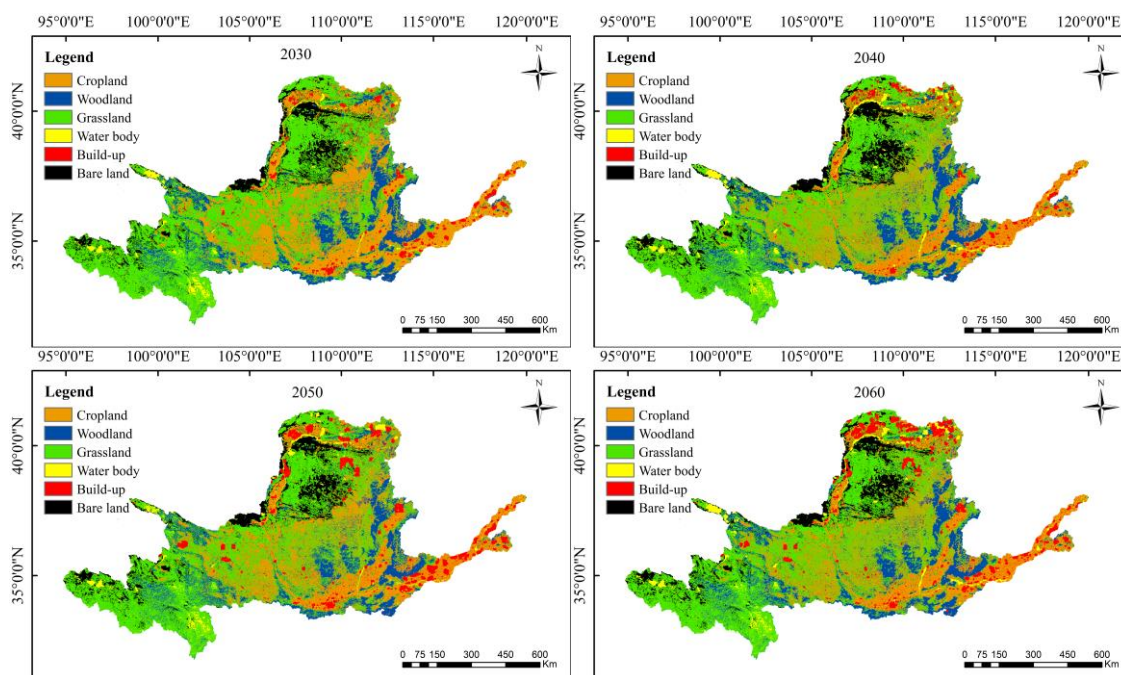 95°0'0"E 100°0'0"E 105°0'0"E 110°0'0"E 115°0'0"E 120°0'0"E
95°0'0"E 100°0'0"E 105°0'0"E 110°0'0"E 115°0'0"E 120°0'0"E
40°0'0"N
35°0'0"N
Legend
2030
N
Cropland
Woodland
Grassland
Water body
Build-up
Bare land
0 75 150 300 450 600
Km
40°0'0"N
35°0'0"N
Legend
2040
N
Cropland
Woodland
Grassland
Water body
Build-up
Bare land
0 75 150 300 450 600
Km
95°0'0"E 100°0'0"E 105°0'0"E 110°0'0"E 115°0'0"E 120°0'0"E
95°0'0"E 100°0'0"E 105°0'0"E 110°0'0"E 115°0'0"E 120°0'0"E
40°0'0"N
35°0'0"N
Legend
2050
N
Cropland
Woodland
Grassland
Water body
Build-up
Bare land
0 75 150 300 450 600
Km
40°0'0"N
35°0'0"N
Legend
2060
N
Cropland
Woodland
Grassland
Water body
Build-up
Bare land
0 75 150 300 450 600
Km